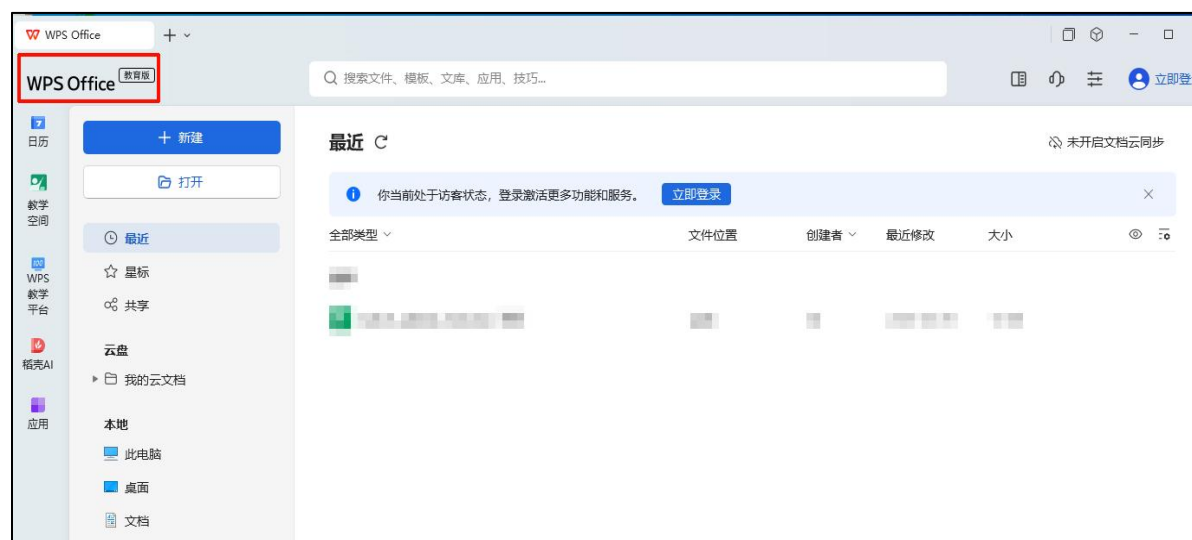 WPS Office
WPS Office 教育版
搜索文件、模板、文库、应用、技巧...
立即登
日历
教学
空间
WPS
教学
平台
稻壳AI
应用
新建
打开
最近
星标
共享
云盘
我的云文档
本地
此电脑
桌面
文档
最近
未开启文档云同步
你当前处于访客状态，登录激活更多功能和服务。 立即登录
全部类型 文件位置 创建者 最近修改 大小